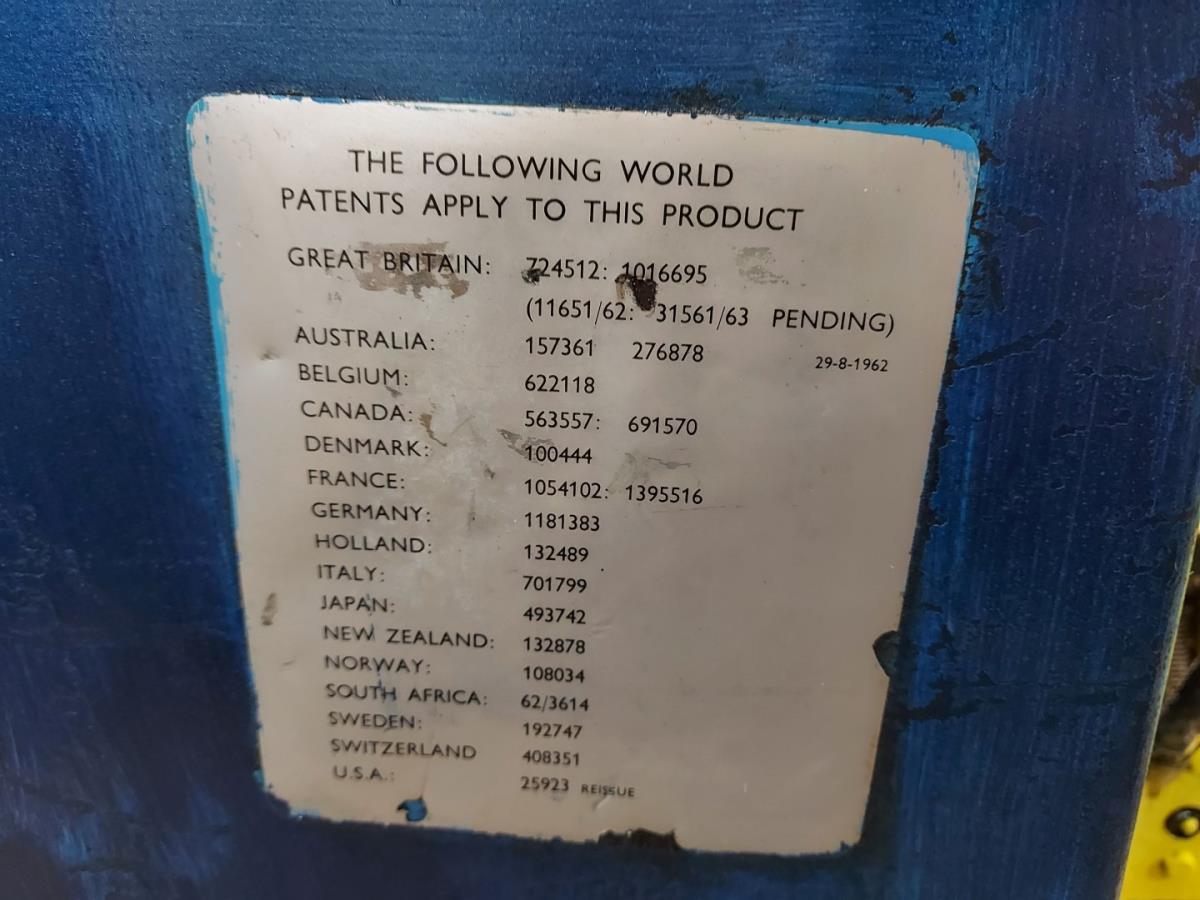 THE FOLLOWING WORLD
PATENTS APPLY TO THIS PRODUCT
GREAT BRITAIN: 724512: 1016695
(11651/62: 31561/63 PENDING)
AUSTRALIA: 157361 276878 29-8-1962
BELGIUM: 622118
CANADA: 563557: 691570
DENMARK: 100444
FRANCE: 1054102: 1395516
GERMANY: 1181383
HOLLAND: 132489
ITALY: 701799
JAPAN: 493742
NEW ZEALAND: 132878
NORWAY: 108034
SOUTH AFRICA: 62/3614
SWEDEN: 192747
SWITZERLAND 408351
U.S.A.: 25923 REISSUE